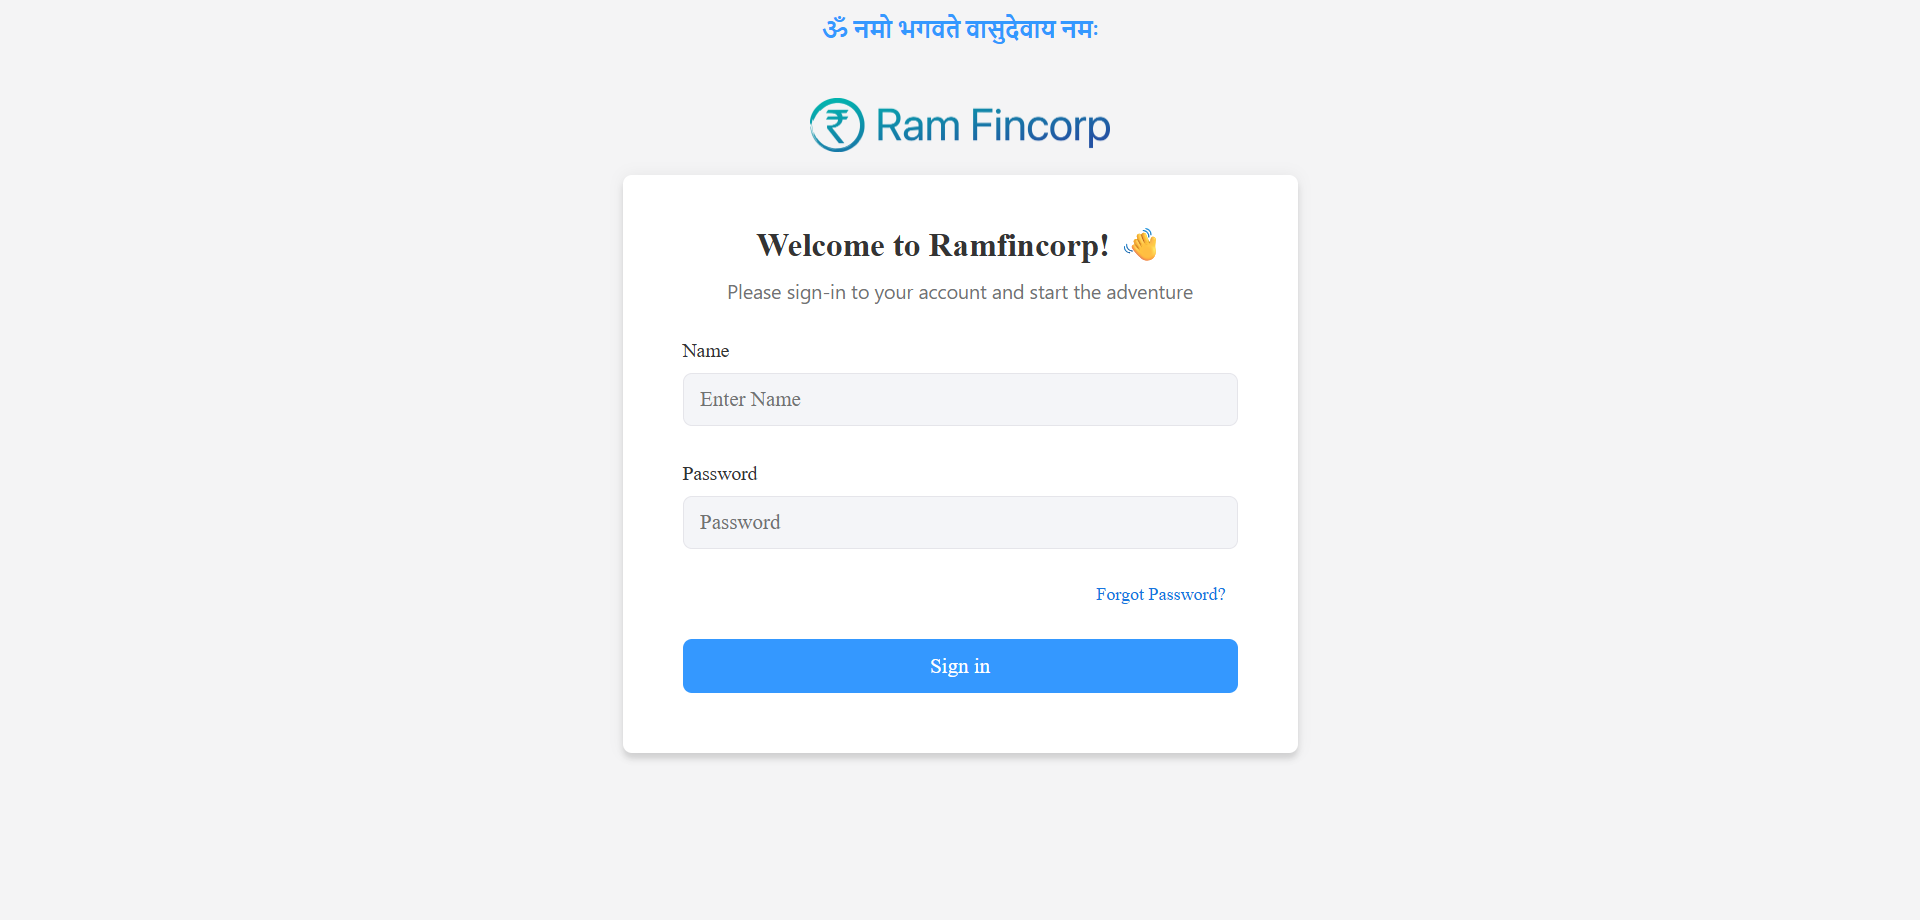 ॐ नमो भगवते वासुदेवाय नमः
₹ Ram Fincorp
Welcome to Ramfincorp! 👋
Please sign-in to your account and start the adventure
Name
Enter Name
Password
Password
Forgot Password?
Sign in